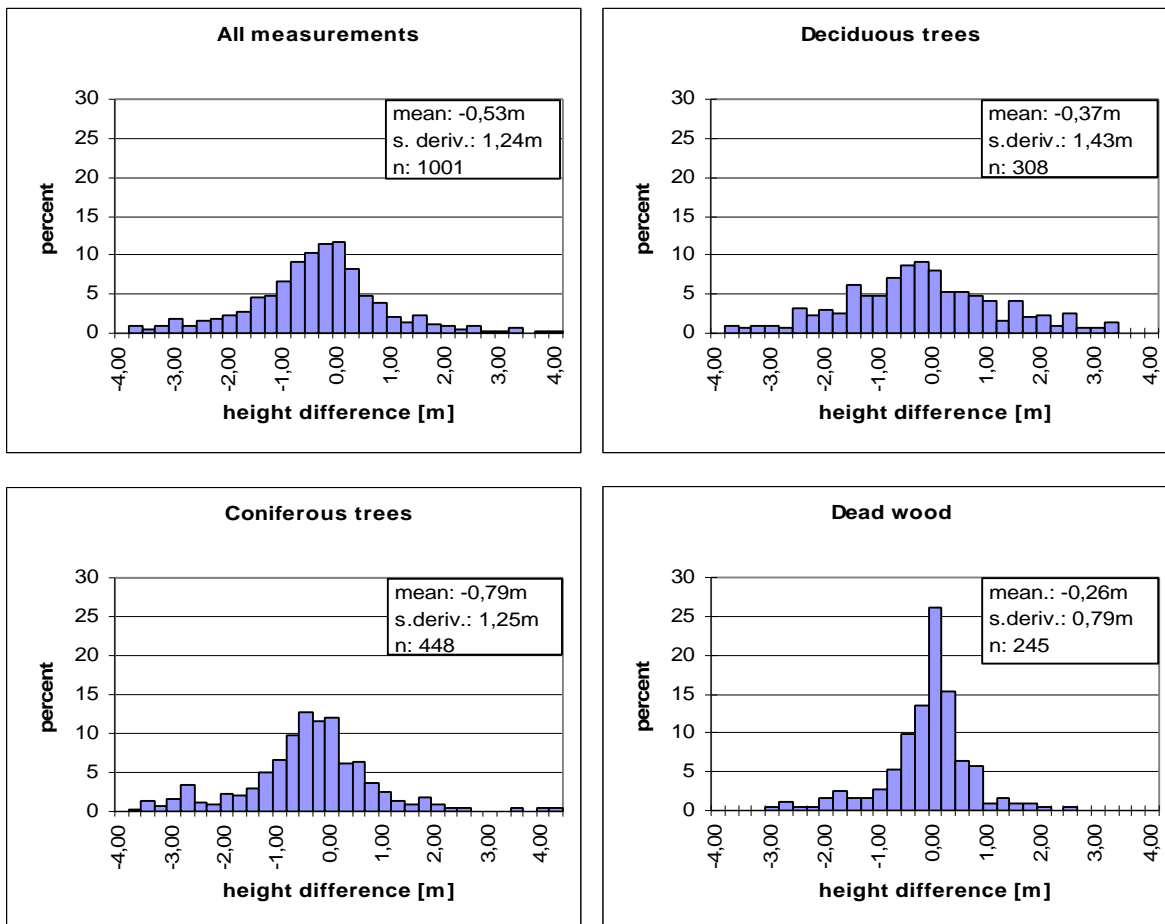 All measurements
30
25
20
15
10
5
0
percent
mean: -0,53m
s. deriv.: 1,24m
n: 1001
-4,00
-3,00
-2,00
-1,00
0,00
1,00
2,00
3,00
4,00
height difference [m]
Deciduous trees
30
25
20
15
10
5
0
percent
mean: -0,37m
s.deriv.: 1,43m
n: 308
-4,00
-3,00
-2,00
-1,00
0,00
1,00
2,00
3,00
4,00
height difference [m]
Coniferous trees
30
25
20
15
10
5
0
percent
mean: -0,79m
s.deriv.: 1,25m
n: 448
-4,00
-3,00
-2,00
-1,00
0,00
1,00
2,00
3,00
4,00
height difference [m]
Dead wood
30
25
20
15
10
5
0
percent
mean.: -0,26m
s.deriv.: 0,79m
n: 245
-4,00
-3,00
-2,00
-1,00
0,00
1,00
2,00
3,00
4,00
height difference [m]